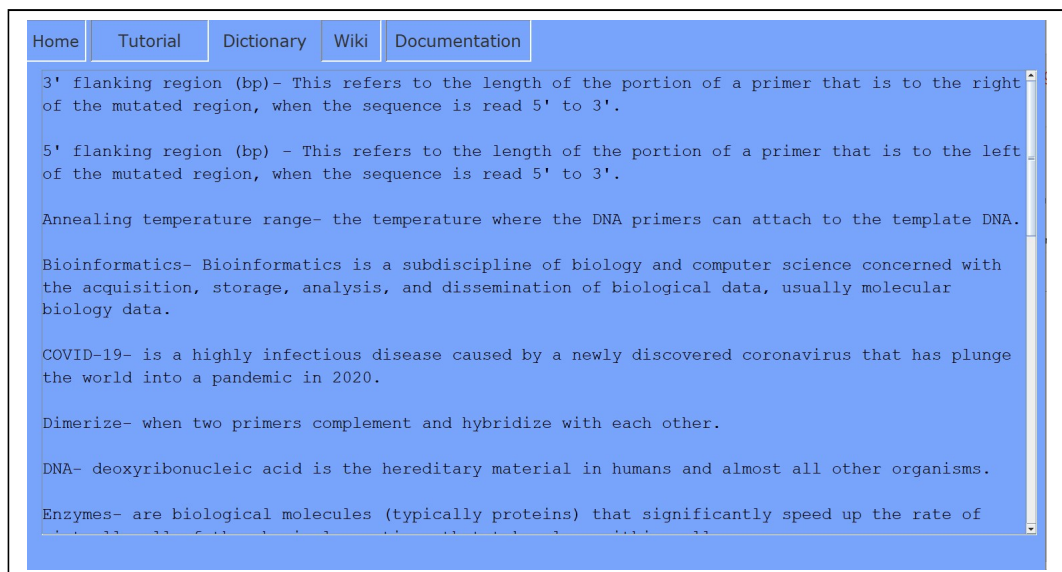 Home Tutorial Dictionary Wiki Documentation
3' flanking region (bp)- This refers to the length of the portion of a primer that is to the right
of the mutated region, when the sequence is read 5' to 3'.
5' flanking region (bp) - This refers to the length of the portion of a primer that is to the left
of the mutated region, when the sequence is read 5' to 3'.
Annealing temperature range- the temperature where the DNA primers can attach to the template DNA.
Bioinformatics- Bioinformatics is a subdiscipline of biology and computer science concerned with
the acquisition, storage, analysis, and dissemination of biological data, usually molecular
biology data.
COVID-19- is a highly infectious disease caused by a newly discovered coronavirus that has plunge
the world into a pandemic in 2020.
Dimerize- when two primers complement and hybridize with each other.
DNA- deoxyribonucleic acid is the hereditary material in humans and almost all other organisms.
Enzymes- are biological molecules (typically proteins) that significantly speed up the rate of